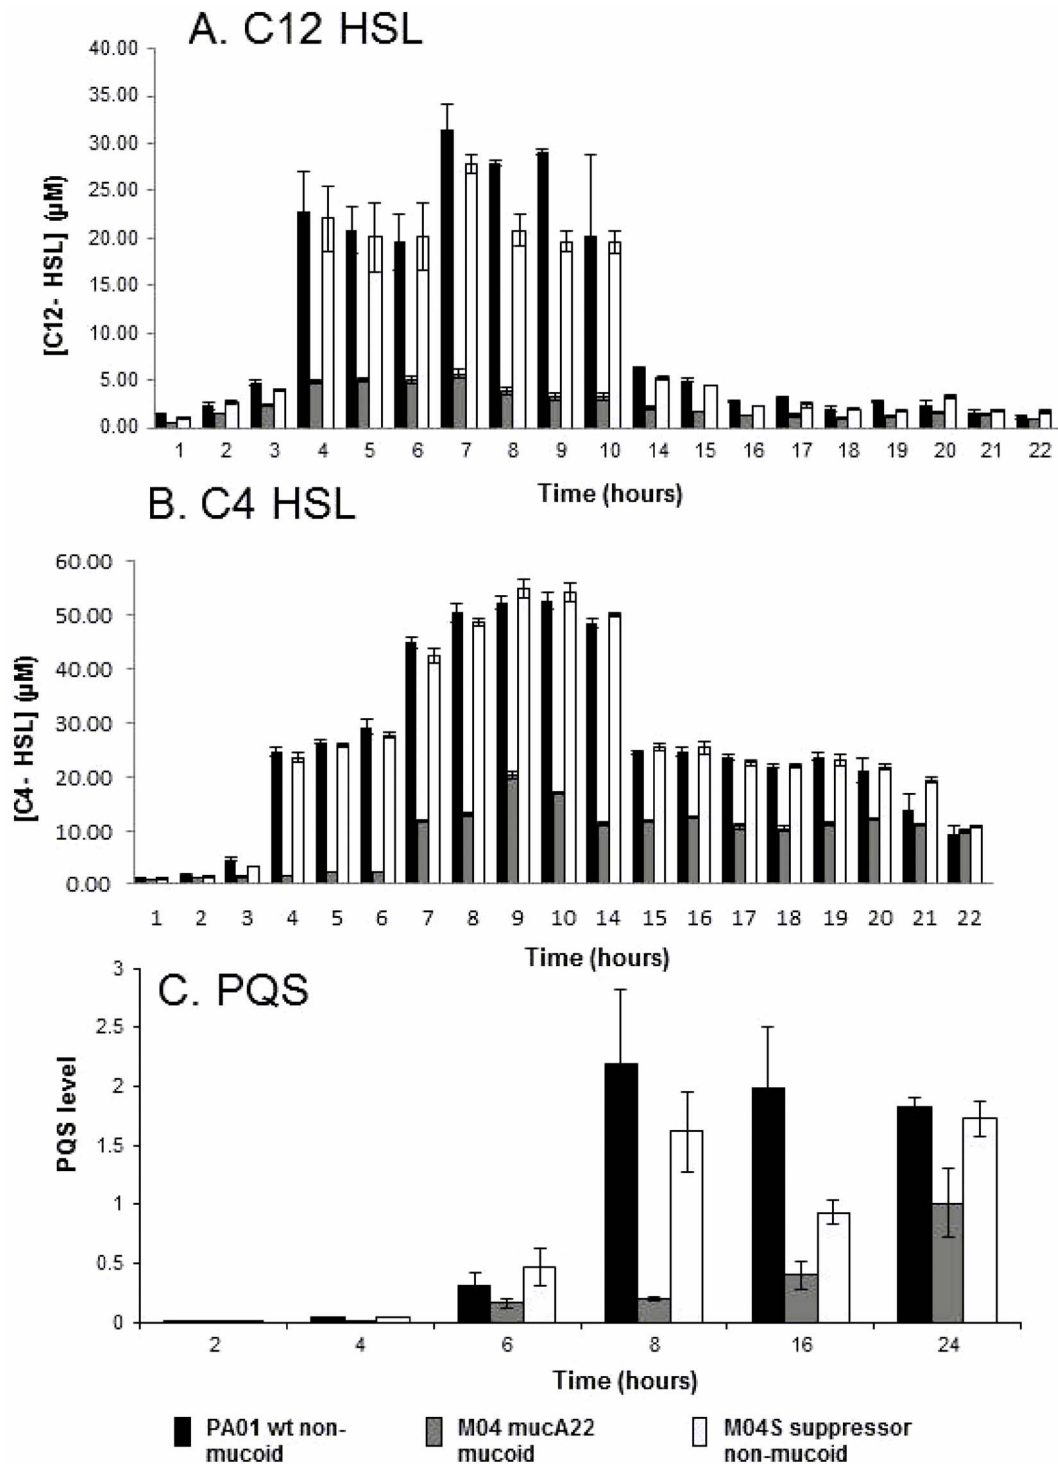 A. C12 HSL
40.00
35.00
30.00
25.00
20.00
15.00
10.00
5.00
0.00
[C12- HSL] (µM)
1 2 3 4 5 6 7 8 9 10 14 15 16 17 18 19 20 21 22
Time (hours)
B. C4 HSL
60.00
50.00
40.00
30.00
20.00
10.00
0.00
[C4- HSL] (µM)
1 2 3 4 5 6 7 8 9 10 14 15 16 17 18 19 20 21 22
Time (hours)
C. PQS
3
2.5
2
1.5
1
0.5
0
PQS level
2 4 6 8 16 24
Time (hours)
PA01 wt non-
mucoid
M04 mucA22
mucoid
M04S suppressor
non-mucoid